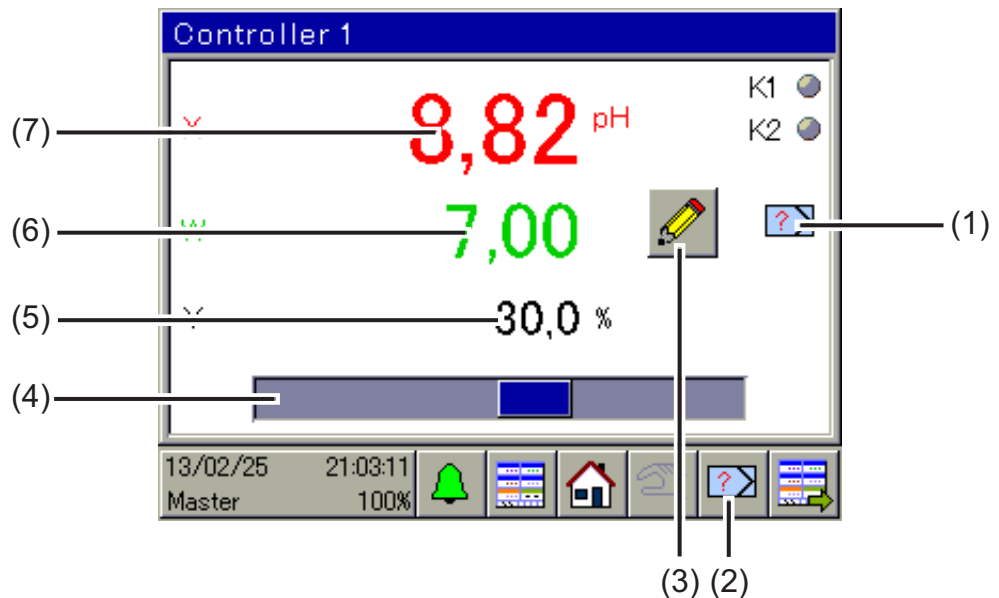 Controller 1
K1
(7) X 8,82 pH
K2
(6) W 7,00 ? (1)
(5) Y 30,0 %
(4)
13/02/25 21:03:11
Master 100% ?
(3) (2)